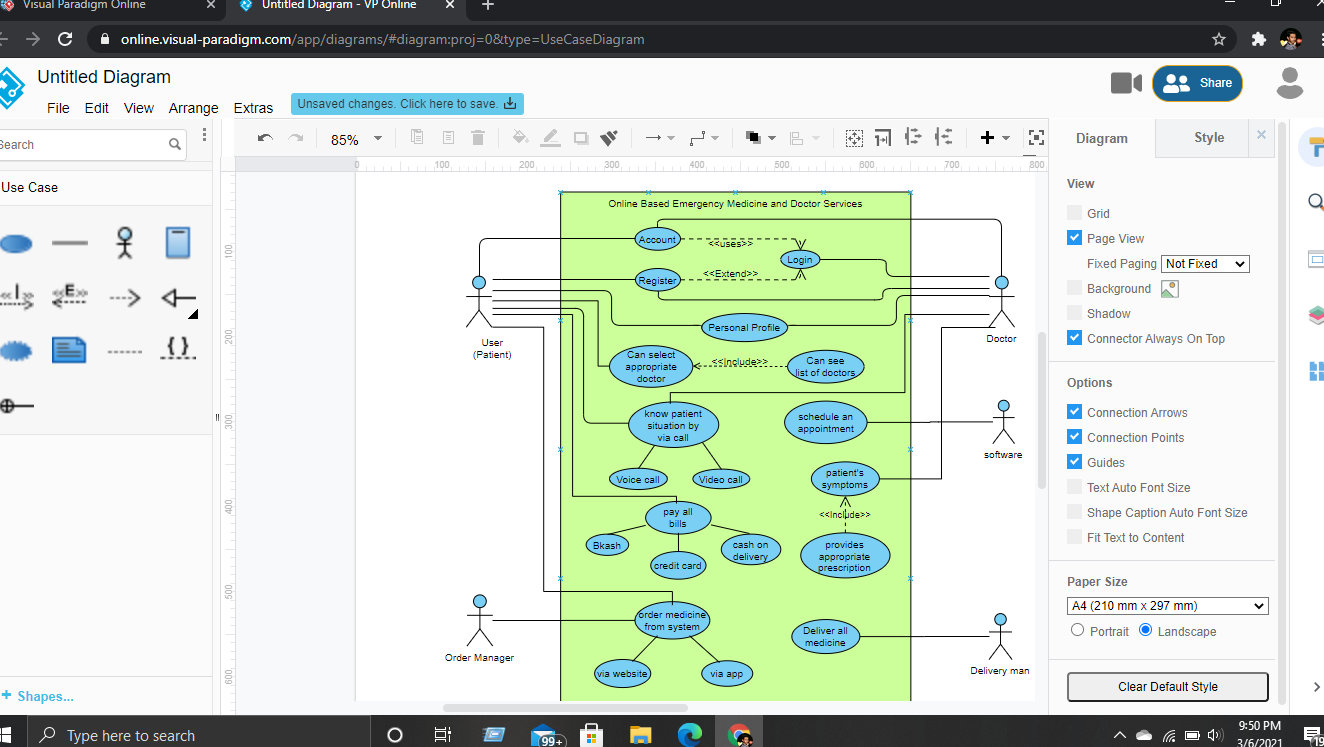 Visual Paradigm Online
Untitled Diagram - VP Online
online.visual-paradigm.com/app/diagrams/#diagram:proj=0&type=UseCaseDiagram
Untitled Diagram
File Edit View Arrange Extras
Unsaved changes. Click here to save.
Share
Search
85%
Diagram
Style
Use Case
0 100 200 300 400 500 600 700 800
100
200
300
400
500
600
Online Based Emergency Medicine and Doctor Services
Account
<<uses>>
Login
Register
<<Extend>>
Personal Profile
User
(Patient)
Doctor
Can select
appropriate
doctor
<<Include>>
Can see
list of doctors
know patient
situation by
via call
schedule an
appointment
software
Voice call
Video call
patient's
symptoms
<<Include>>
pay all
bills
Bkash
credit card
cash on
delivery
provides
appropriate
prescription
order medicine
from system
Order Manager
Deliver all
medicine
Delivery man
via website
via app
View
Grid
Page View
Fixed Paging Not Fixed
Background
Shadow
Connector Always On Top
Options
Connection Arrows
Connection Points
Guides
Text Auto Font Size
Shape Caption Auto Font Size
Fit Text to Content
Paper Size
A4 (210 mm x 297 mm)
Portrait Landscape
Clear Default Style
+ Shapes...
Type here to search
99+
9:50 PM
3/6/2021